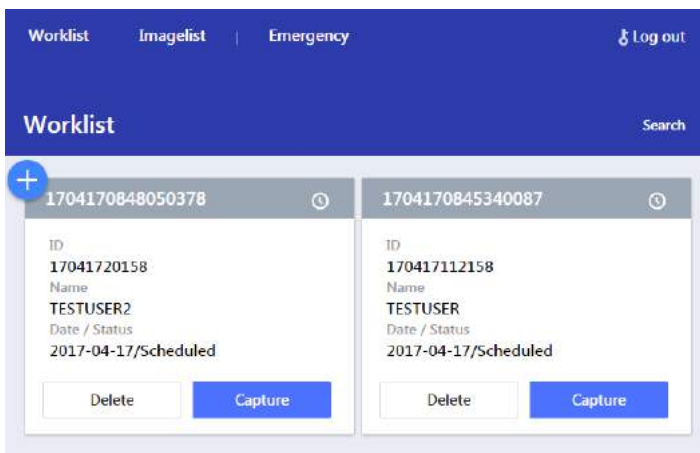 Worklist Imagelist | Emergency Log out
Worklist Search
+
1704170848050378
ID
17041720158
Name
TESTUSER2
Date / Status
2017-04-17/Scheduled
Delete Capture
1704170845340087
ID
170417112158
Name
TESTUSER
Date / Status
2017-04-17/Scheduled
Delete Capture